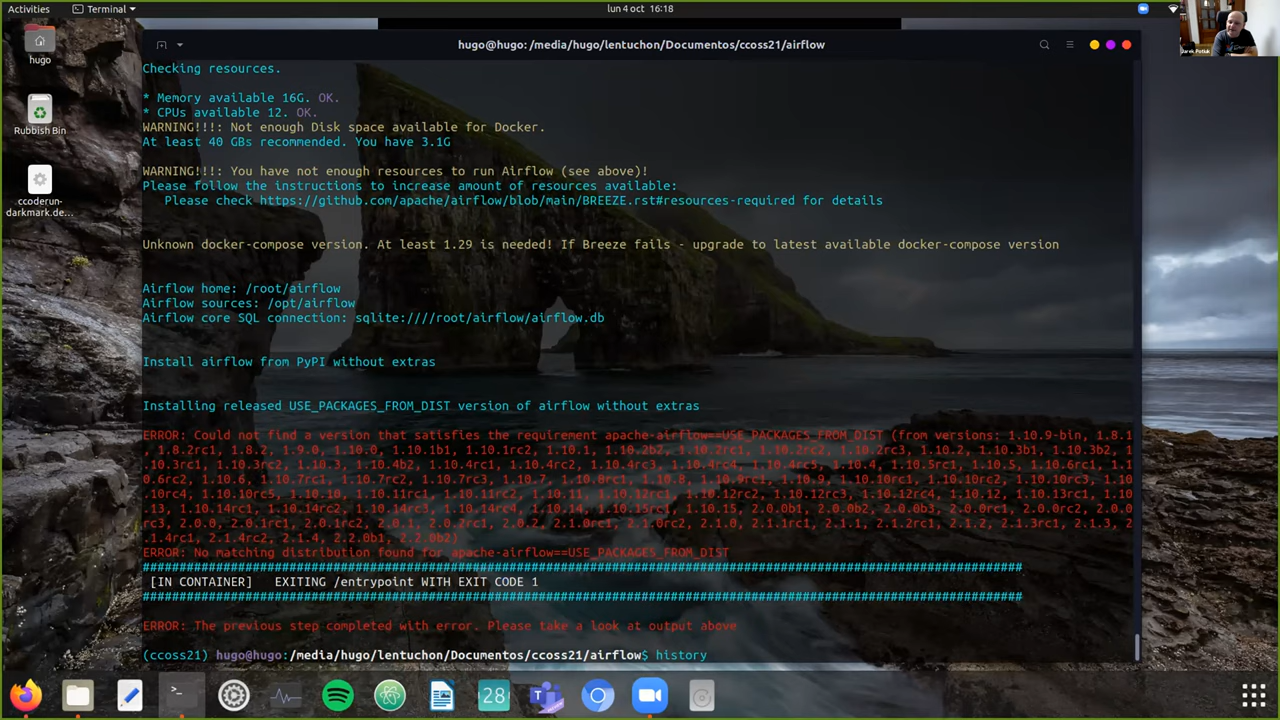 Activities
Terminal
lun 4 oct 16:18
hugo@hugo: /media/hugo/lentuchon/Documentos/ccoss21/airflow
Darek Potiuk
hugo
Rubbish Bin
ccoderun-
darkmark.de...
Checking resources.
* Memory available 16G. OK.
* CPUs available 12. OK.
WARNING!!!: Not enough Disk space available for Docker.
At least 40 GBs recommended. You have 3.1G
WARNING!!!: You have not enough resources to run Airflow (see above)!
Please follow the instructions to increase amount of resources available:
Please check https://github.com/apache/airflow/blob/main/BREEZE.rst#resources-required for details
Unknown docker-compose version. At least 1.29 is needed! If Breeze fails - upgrade to latest available docker-compose version
Airflow home: /root/airflow
Airflow sources: /opt/airflow
Airflow core SQL connection: sqlite:////root/airflow/airflow.db
Install airflow from PyPI without extras
Installing released USE_PACKAGES_FROM_DIST version of airflow without extras
ERROR: Could not find a version that satisfies the requirement apache-airflow==USE_PACKAGES_FROM_DIST (from versions: 1.10.9-bin, 1.8.1
, 1.8.2rc1, 1.8.2, 1.9.0, 1.10.0, 1.10.1b1, 1.10.1rc2, 1.10.1, 1.10.2b2, 1.10.2rc1, 1.10.2rc2, 1.10.2rc3, 1.10.2, 1.10.3b1, 1.10.3b2, 1
.10.3rc1, 1.10.3rc2, 1.10.3, 1.10.4b2, 1.10.4rc1, 1.10.4rc2, 1.10.4rc3, 1.10.4rc4, 1.10.4rc5, 1.10.4, 1.10.5rc1, 1.10.5, 1.10.6rc1, 1.1
0.6rc2, 1.10.6, 1.10.7rc1, 1.10.7rc2, 1.10.7rc3, 1.10.7, 1.10.8rc1, 1.10.8, 1.10.9rc1, 1.10.9, 1.10.10rc1, 1.10.10rc2, 1.10.10rc3, 1.10
.10rc4, 1.10.10rc5, 1.10.10, 1.10.11rc1, 1.10.11rc2, 1.10.11, 1.10.12rc1, 1.10.12rc2, 1.10.12rc3, 1.10.12rc4, 1.10.12, 1.10.13rc1, 1.10
.13, 1.10.14rc1, 1.10.14rc2, 1.10.14rc3, 1.10.14rc4, 1.10.14, 1.10.15rc1, 1.10.15, 2.0.0b1, 2.0.0b2, 2.0.0b3, 2.0.0rc1, 2.0.0rc2, 2.0.0
rc3, 2.0.0, 2.0.1rc1, 2.0.1rc2, 2.0.1, 2.0.2rc1, 2.0.2, 2.1.0rc1, 2.1.0rc2, 2.1.0, 2.1.1rc1, 2.1.1, 2.1.2rc1, 2.1.2, 2.1.3rc1, 2.1.3, 2
.1.4rc1, 2.1.4rc2, 2.1.4, 2.2.0b1, 2.2.0b2)
ERROR: No matching distribution found for apache-airflow==USE_PACKAGES_FROM_DIST
[IN CONTAINER] EXITING /entrypoint WITH EXIT CODE 1
ERROR: The previous step completed with error. Please take a look at output above
(ccoss21) hugo@hugo:/media/hugo/lentuchon/Documentos/ccoss21/airflow$ history
28